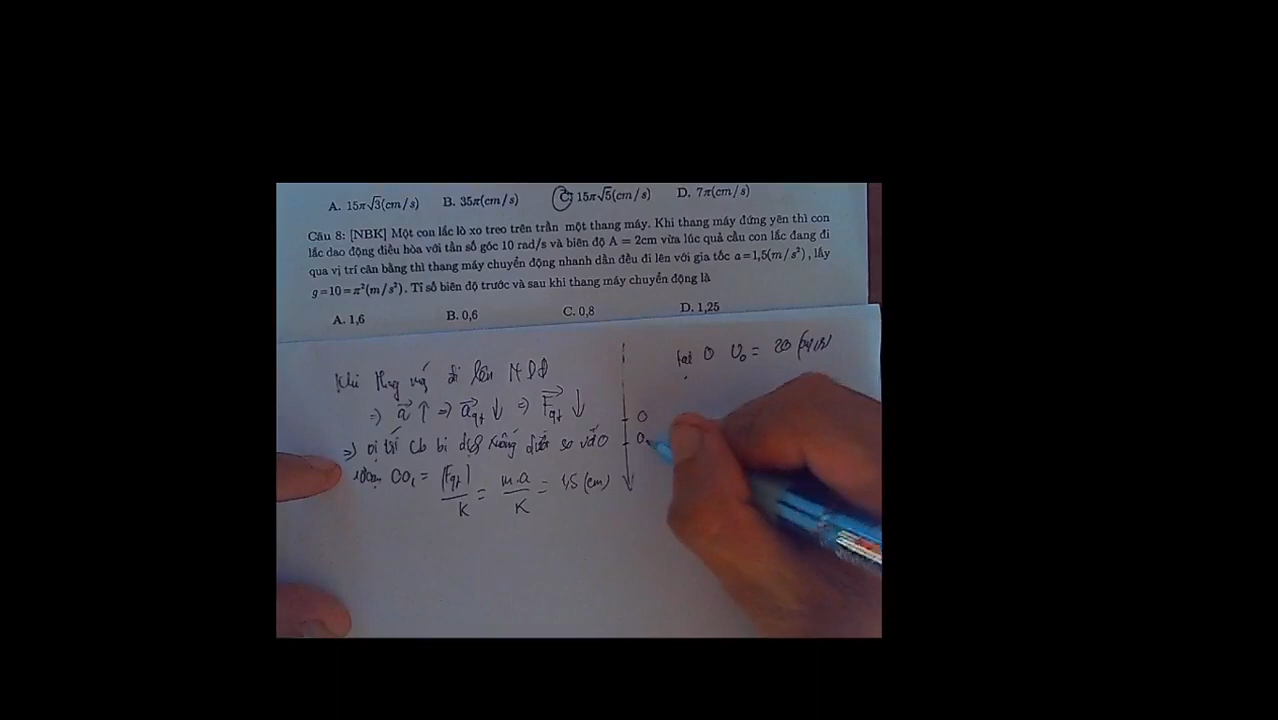 A. 15π√3(cm/s) B. 35π(cm/s) C. 15π√5(cm/s) D. 7π(cm/s)
Câu 8: [NBK] Một con lắc lò xo treo trên trần một thang máy. Khi thang máy đứng yên thì con
lắc dao động điều hòa với tần số góc 10 rad/s và biên độ A = 2cm vừa lúc quả cầu con lắc đang đi
qua vị trí cân bằng thì thang máy chuyển động nhanh dần đều đi lên với gia tốc a = 1,5(m/s²), lấy
g = 10 = π²(m/s²). Tỉ số biên độ trước và sau khi thang máy chuyển động là
A. 1,6 B. 0,6 C. 0,8 D. 1,25
Khi thang máy đi lên NDĐ
tại O v₀ = 20
⇒ a ↑ ⇒ a qt ↓ ⇒ F qt ↓
O
⇒ vị trí Cb bị dịch xuống dưới so với O
O₁
OO₁ = |Fqt|/K = m.a/K = 1,5 (cm)